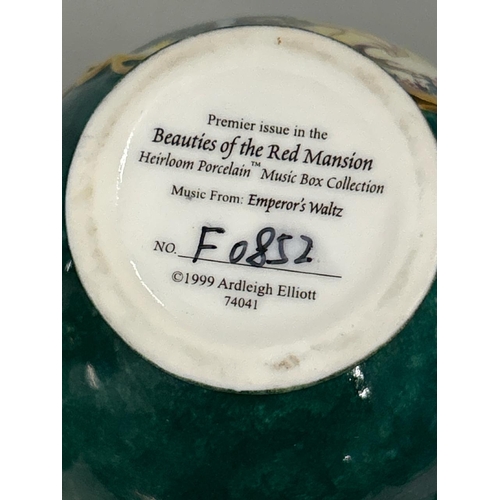 Premier issue in the
Beauties of the Red Mansion
Heirloom Porcelain™ Music Box Collection
Music From: Emperor's Waltz
NO. F0852
©1999 Ardleigh Elliott
74041